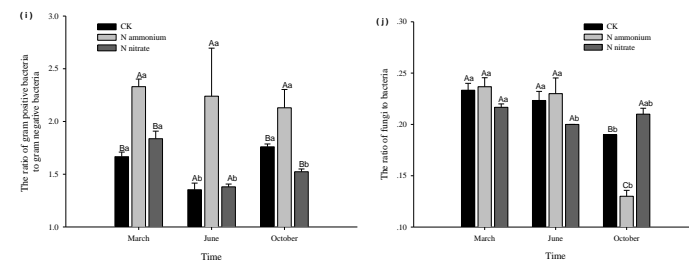 ( i )
3.0
2.5
2.0
1.5
1.0
The ratio of gram positive bacteria
to gram negative bacteria
CK
N ammonium
N nitrate
Ba
Aa
Ba
Ab
Aa
Ab
Ba
Aa
Bb
March
June
October
Time
( j )
.30
.25
.20
.15
.10
The ratio of fungi to bacteria
CK
N ammonium
N nitrate
Aa
Aa
Aa
Aa
Aa
Ab
Bb
Cb
Aab
March
June
October
Time